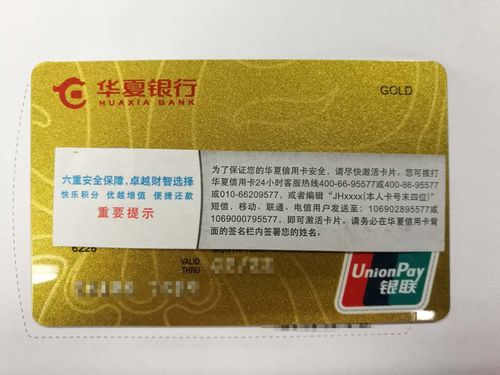 华夏银行
HUAXIA BANK
GOLD
六重安全保障,卓越财智选择
快乐积分 优越增值 便捷还款
重要提示
为了保证您的华夏信用卡安全，请尽快激活卡片。您可拨打
华夏信用卡24小时客服热线400-66-95577或400-86-95577
或010-66209577，或者编辑“JHxxxx(本人卡号末四位)”
短信，移动、联通、电信用户发送至：106902895577或
1069000795577，即可激活卡片。请务必在华夏信用卡背
面的签名栏内签署您的姓名。
6226
VALID
THRU
UnionPay
银联